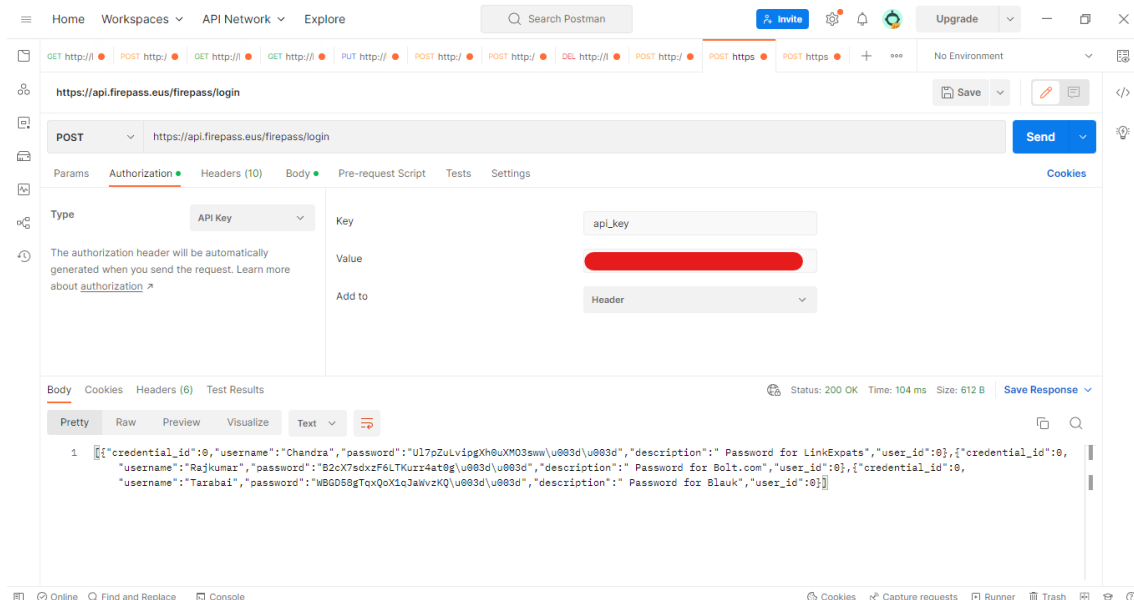 Home Workspaces API Network Explore Search Postman Invite Upgrade
GET http://l POST http:/ GET http://l GET http://l PUT http://l POST http:/ POST http:/ DEL http://l POST http:/ POST https POST https No Environment
https://api.firepass.eus/firepass/login Save
POST https://api.firepass.eus/firepass/login Send
Params Authorization Headers (10) Body Pre-request Script Tests Settings Cookies
Type API Key
The authorization header will be automatically
generated when you send the request. Learn more
about authorization ↗
Key api_key
Value
Add to Header
Body Cookies Headers (6) Test Results Status: 200 OK Time: 104 ms Size: 612 B Save Response
Pretty Raw Preview Visualize Text
1 [{"credential_id":0,"username":"Chandra","password":"Ul7pZuLvipgXh0uXMO3sww\u003d\u003d","description":" Password for LinkExpats","user_id":0},{"credential_id":0,
"username":"Rajkumar","password":"B2cX7sdxzF6LTKurr4at0g\u003d\u003d","description":" Password for Bolt.com","user_id":0},{"credential_id":0,
"username":"Tarabai","password":"WBGD58gTqxQoX1qJaWvzKQ\u003d\u003d","description":" Password for Blauk","user_id":0}]
Online Find and Replace Console Cookies Capture requests Runner Trash